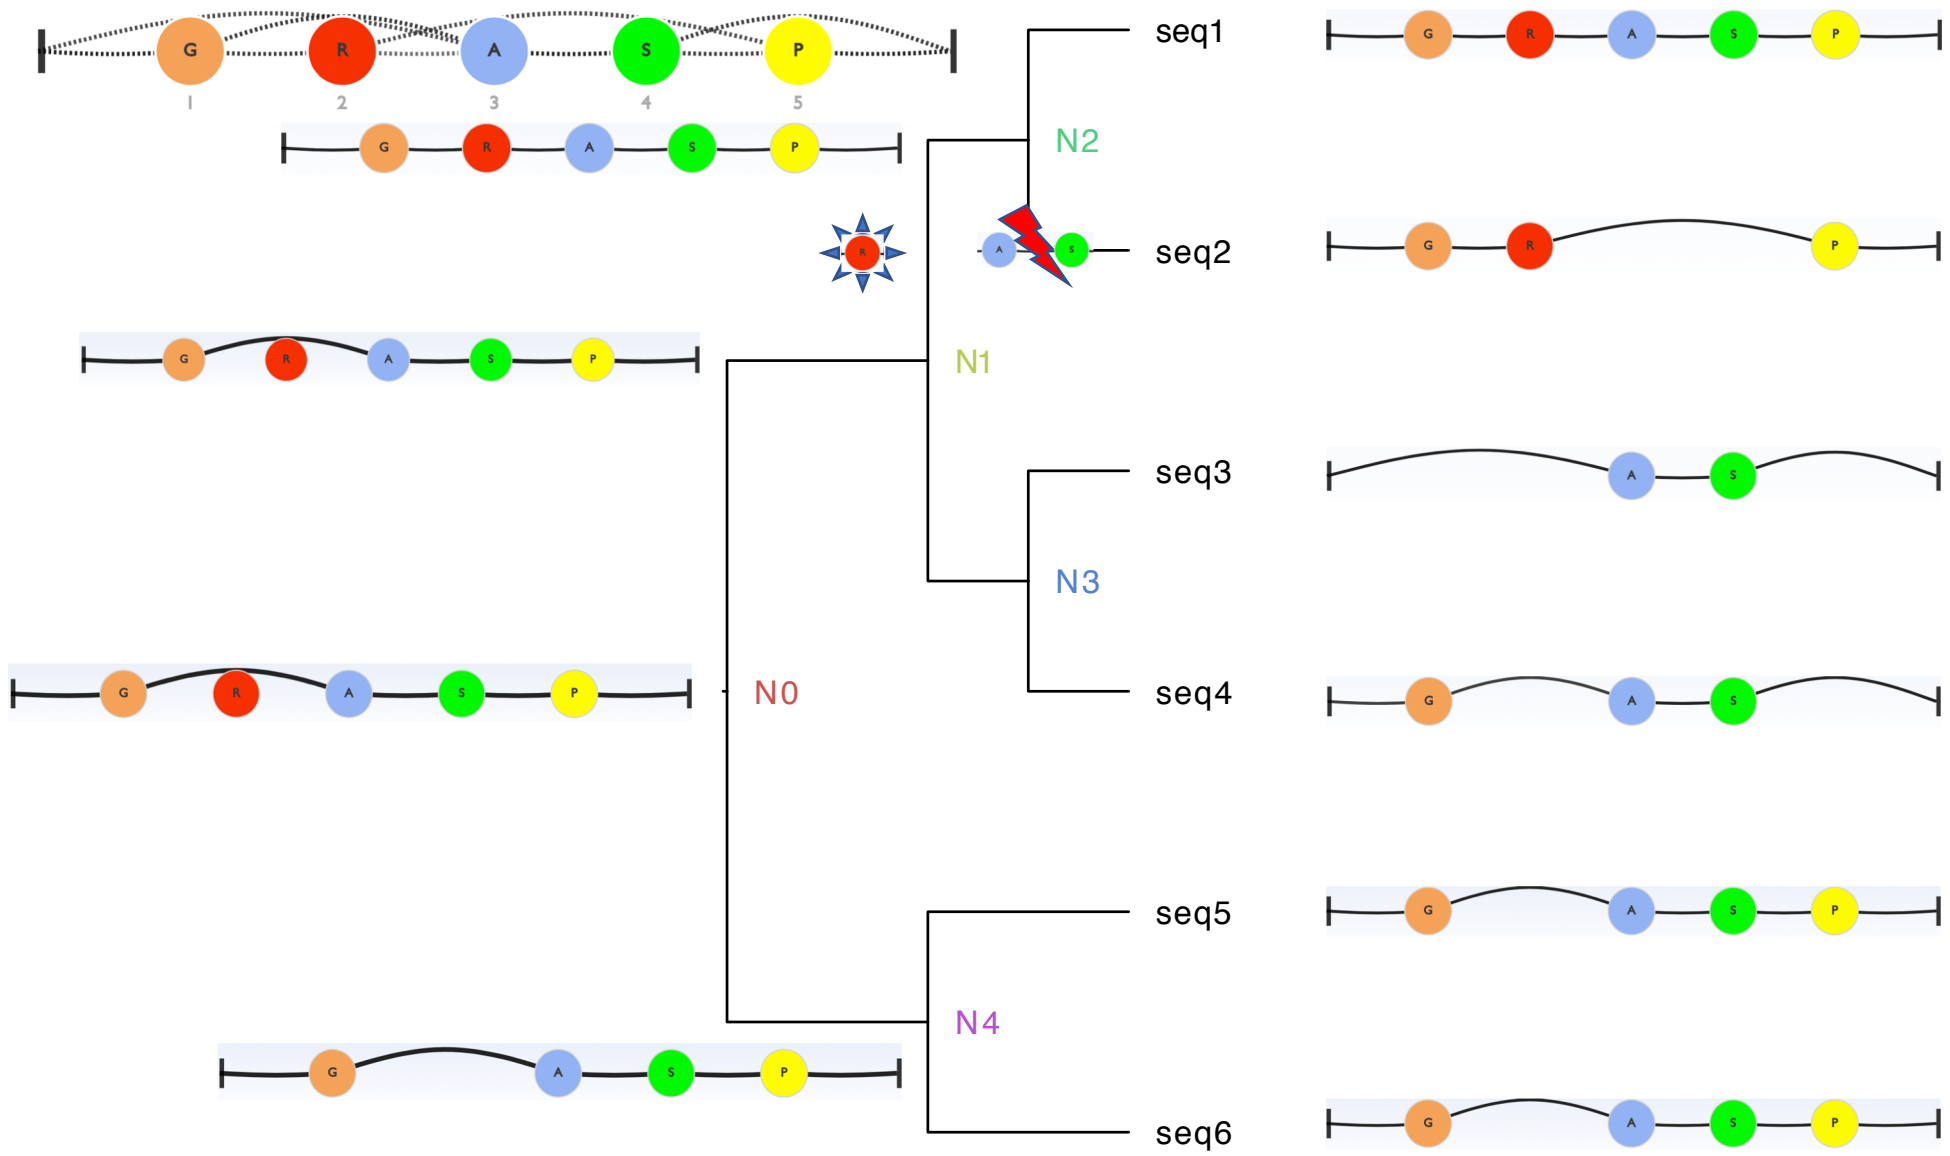 G R A S P
1 2 3 4 5
seq1
G R A S P
G R A S P
N2
R
A S
seq2
G R P
G R A S P
N1
seq3
A S
N3
G R A S P
N0
seq4
G A S
seq5
G A S P
N4
G A S P
seq6
G A S P